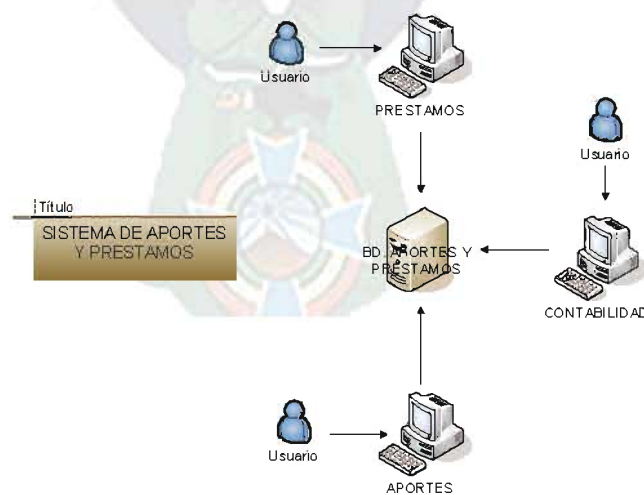 Usuario
PRESTAMOS
Usuario
Título
SISTEMA DE APORTES
Y PRESTAMOS
BD. APORTES Y
PRESTAMOS
CONTABILIDAD
Usuario
APORTES